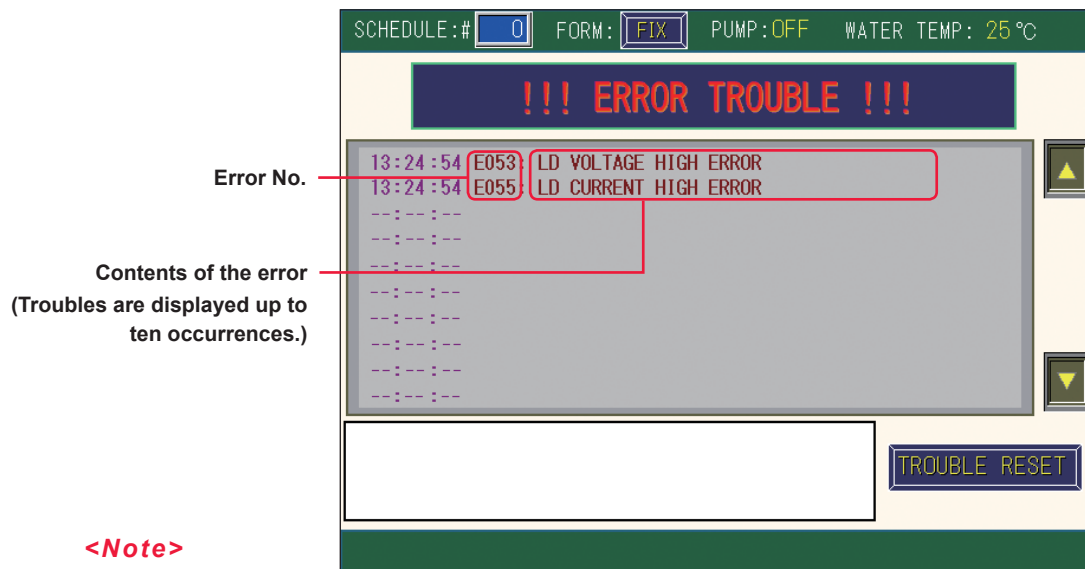 SCHEDULE:# 0 FORM: FIX PUMP:OFF WATER TEMP: 25°C
!!! ERROR TROUBLE !!!
13:24:54 E053: LD VOLTAGE HIGH ERROR
13:24:54 E055: LD CURRENT HIGH ERROR
--:--:--
--:--:--
--:--:--
--:--:--
--:--:--
--:--:--
--:--:--
--:--:--
Error No.
Contents of the error
(Troubles are displayed up to
ten occurrences.)
TROUBLE RESET
<Note>